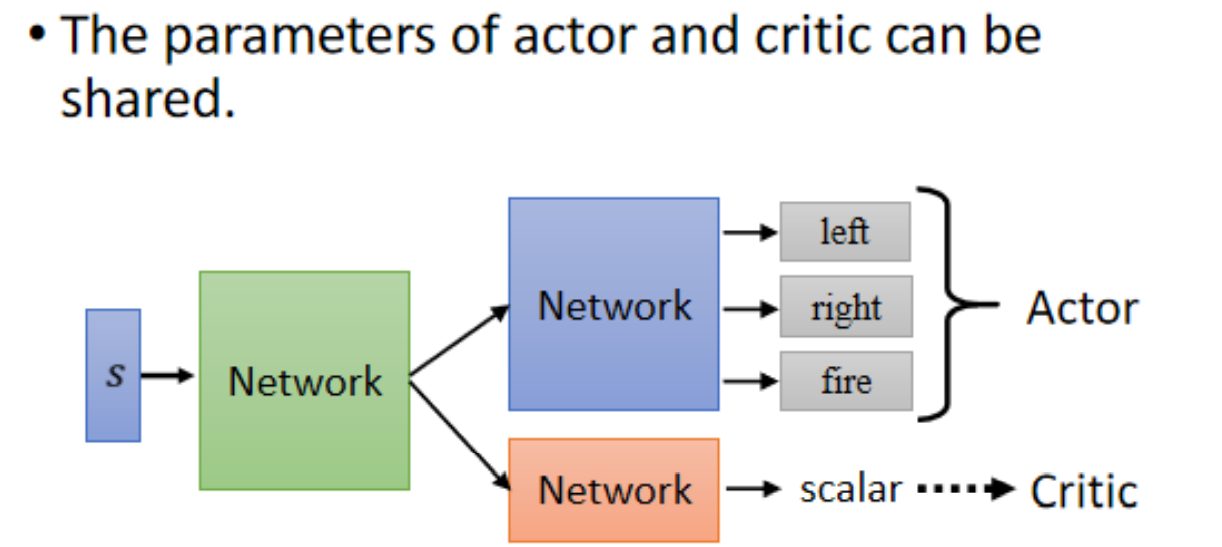 • The parameters of actor and critic can be
shared.
left
Network
right
Actor
s
Network
fire
Network
scalar
Critic